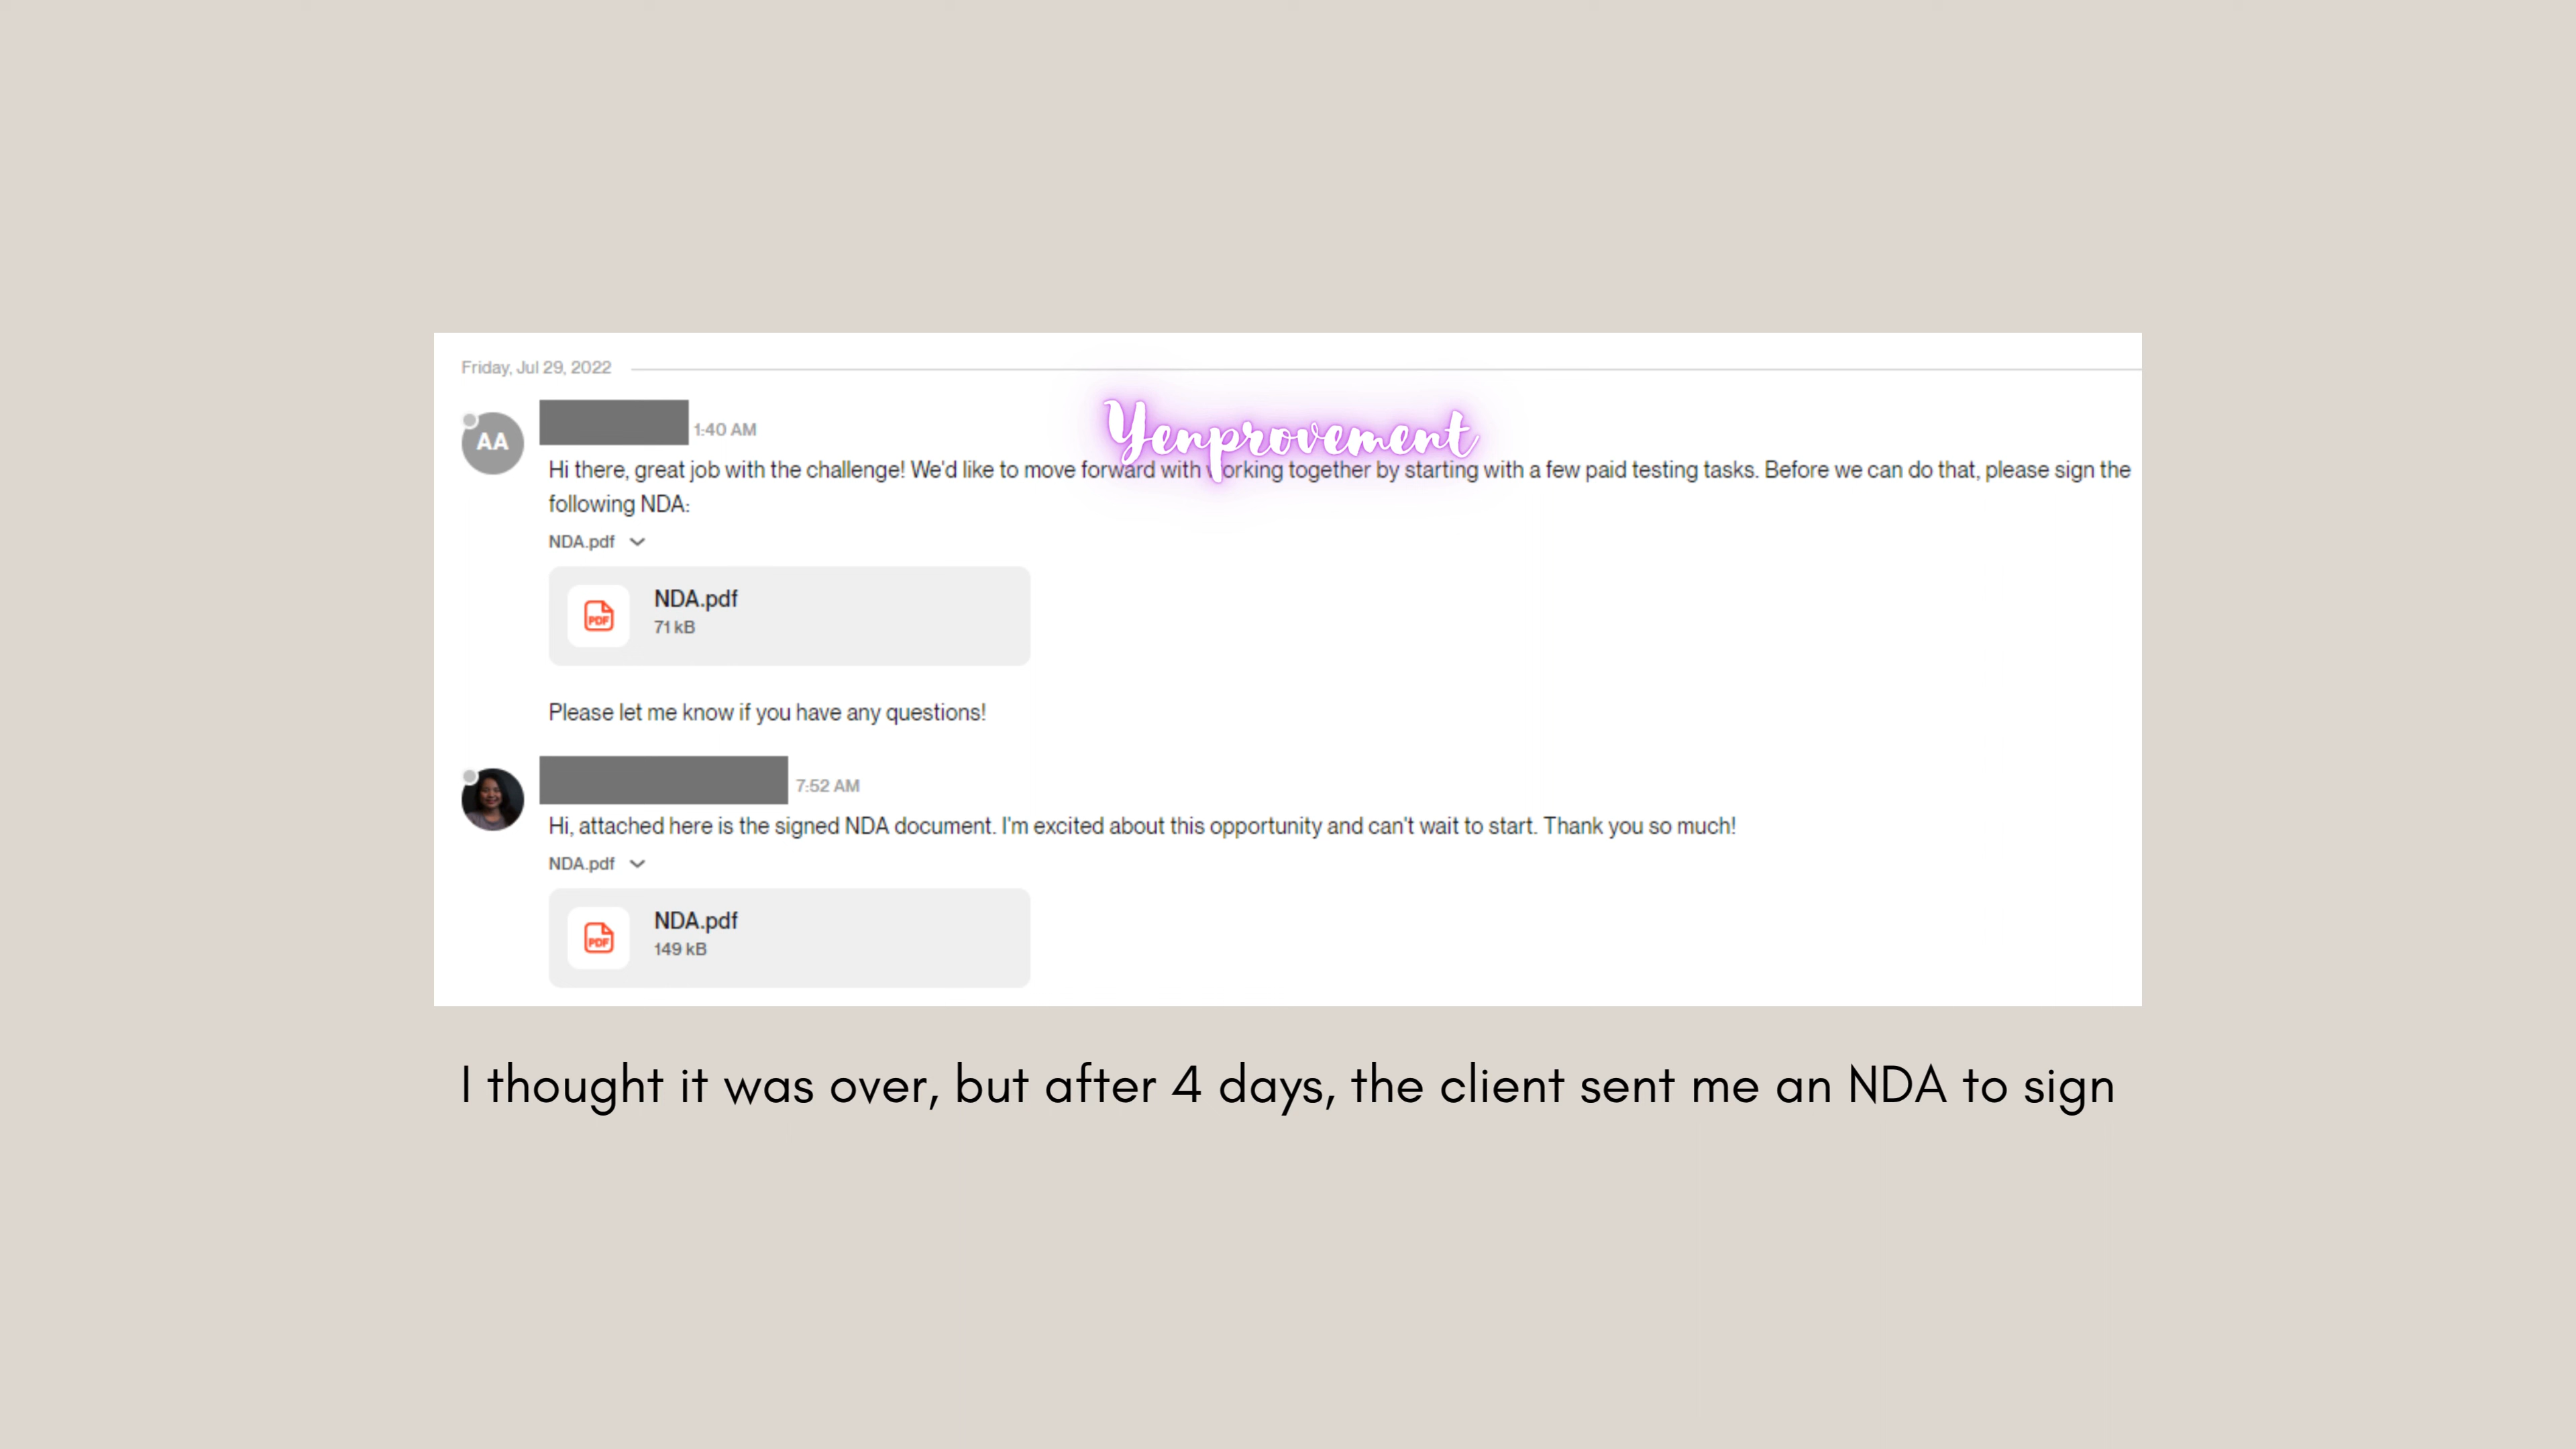 Friday, Jul 29, 2022
Yenprovement
AA
1:40 AM
Hi there, great job with the challenge! We'd like to move forward with working together by starting with a few paid testing tasks. Before we can do that, please sign the
following NDA:
NDA.pdf
PDF
NDA.pdf
71 kB
Please let me know if you have any questions!
7:52 AM
Hi, attached here is the signed NDA document. I'm excited about this opportunity and can't wait to start. Thank you so much!
NDA.pdf
PDF
NDA.pdf
149 kB
I thought it was over, but after 4 days, the client sent me an NDA to sign